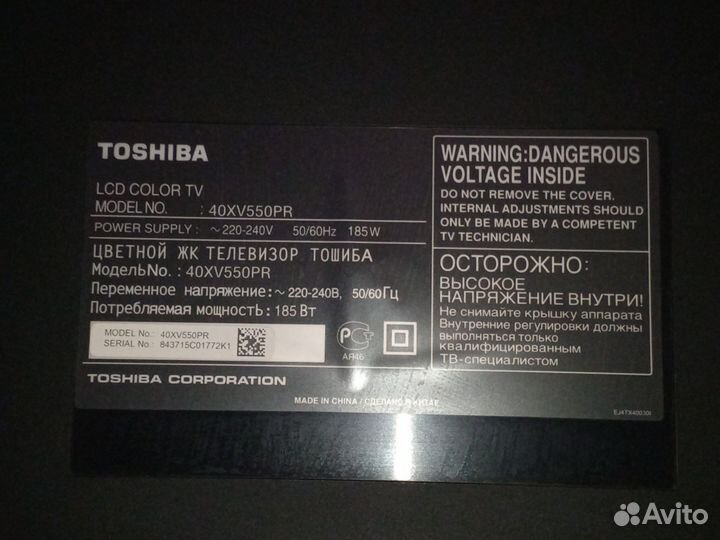 TOSHIBA
LCD COLOR TV
MODEL NO. : 40XV550PR
POWER SUPPLY : ~220-240V 50/60Hz 185W
ЦВЕТНОЙ ЖК ТЕЛЕВИЗОР ТОШИБА
МодельNo. : 40XV550PR
Переменное напряжение: ~ 220-240В, 50/60Гц
Потребляемая мощность: 185 Вт
MODEL No.: 40XV550PR
SERIAL No.: 843715C01772K1
РС
АЯ46
TOSHIBA CORPORATION
MADE IN CHINA / СДЕЛАНО В КИТАЕ
WARNING:DANGEROUS
VOLTAGE INSIDE
DO NOT REMOVE THE COVER.
INTERNAL ADJUSTMENTS SHOULD
ONLY BE MADE BY A COMPETENT
TV TECHNICIAN.
ОСТОРОЖНО:
ВЫСОКОЕ
НАПРЯЖЕНИЕ ВНУТРИ!
Не снимайте крышку аппарата
Внутренние регулировки должны
выполняться только
квалифицированным
ТВ-специалистом
EJ4TX40030I
Avito